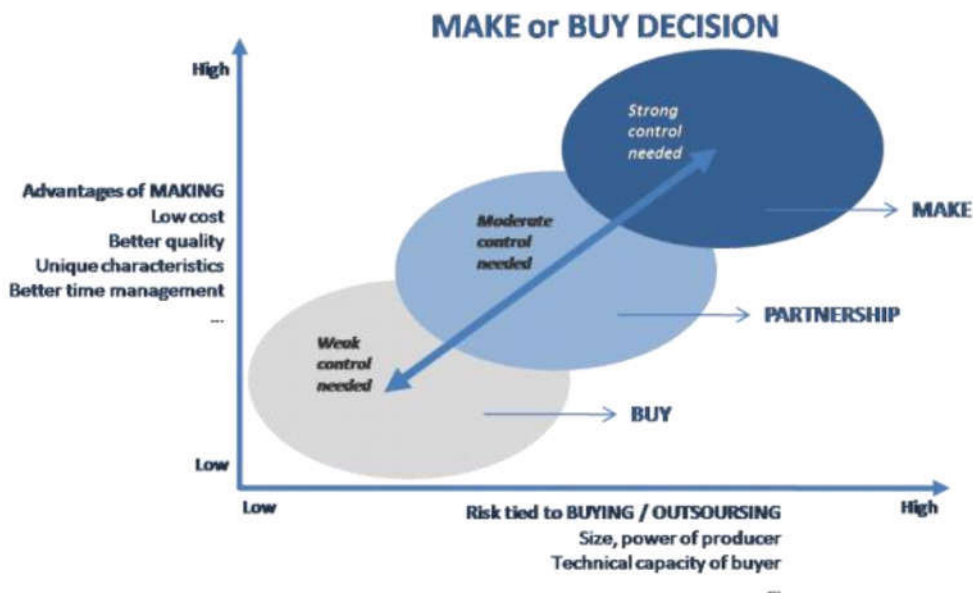 MAKE or BUY DECISION
High
Strong
control
needed
Advantages of MAKING
Low cost
Better quality
Unique characteristics
Better time management
...
MAKE
Moderate
control
needed
PARTNERSHIP
Weak
control
needed
BUY
Low
Low
High
Risk tied to BUYING / OUTSOURSING
Size, power of producer
Technical capacity of buyer
...